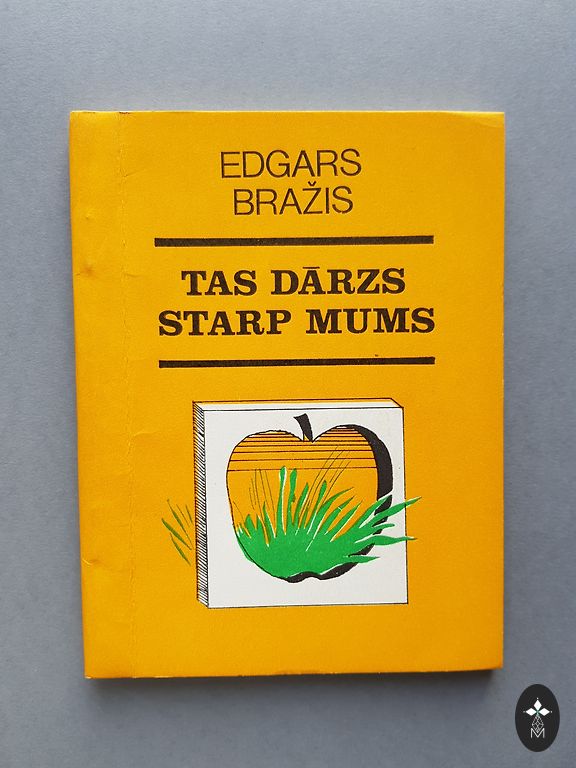 EDGARS
BRAŽIS
TAS DĀRZS
STARP MUMS
M